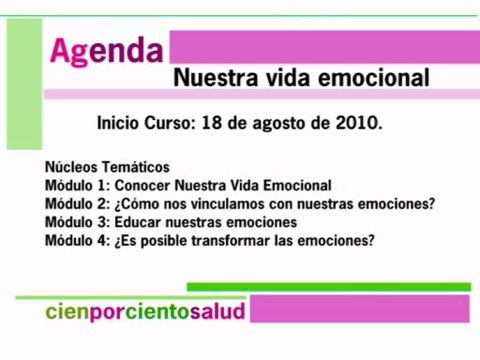 Agenda
Nuestra vida emocional
Inicio Curso: 18 de agosto de 2010.
Núcleos Temáticos
Módulo 1: Conocer Nuestra Vida Emocional
Módulo 2: ¿Cómo nos vinculamos con nuestras emociones?
Módulo 3: Educar nuestras emociones
Módulo 4: ¿Es posible transformar las emociones?
cienporcientosalud